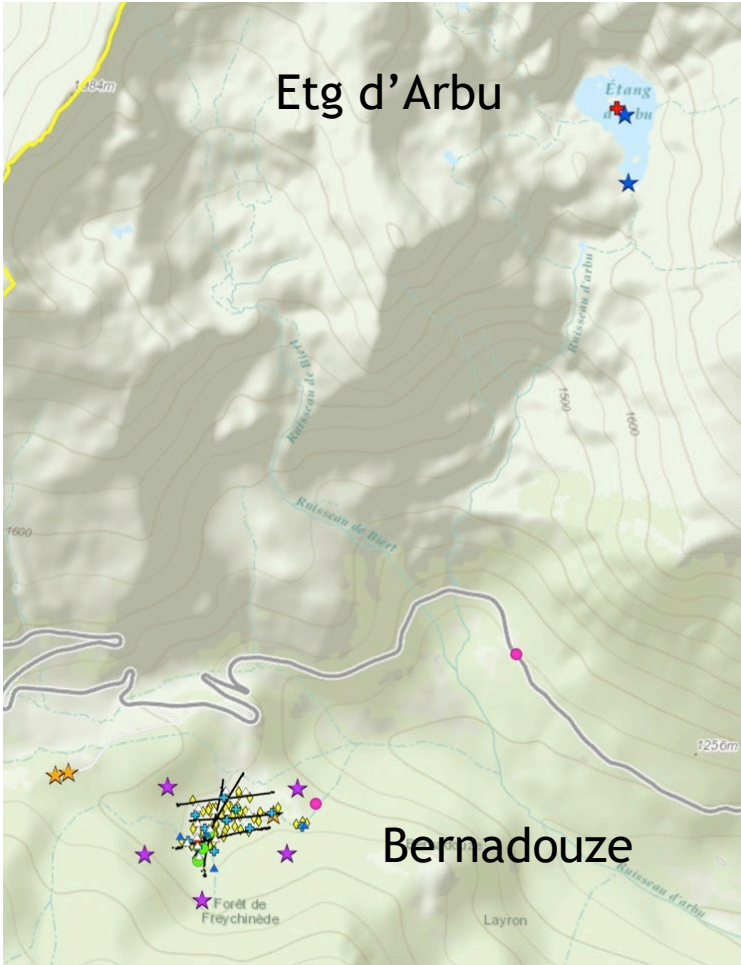 1984m
Etg d'Arbu
Étang
d'Arbu
Ruisseau d'arbu
Ruisseau de Biert
1500
1600
Ruisseau de Biert
1600
1256m
Bernadouze
Ruisseau d'arbu
Forêt de
Freychinède
Layron